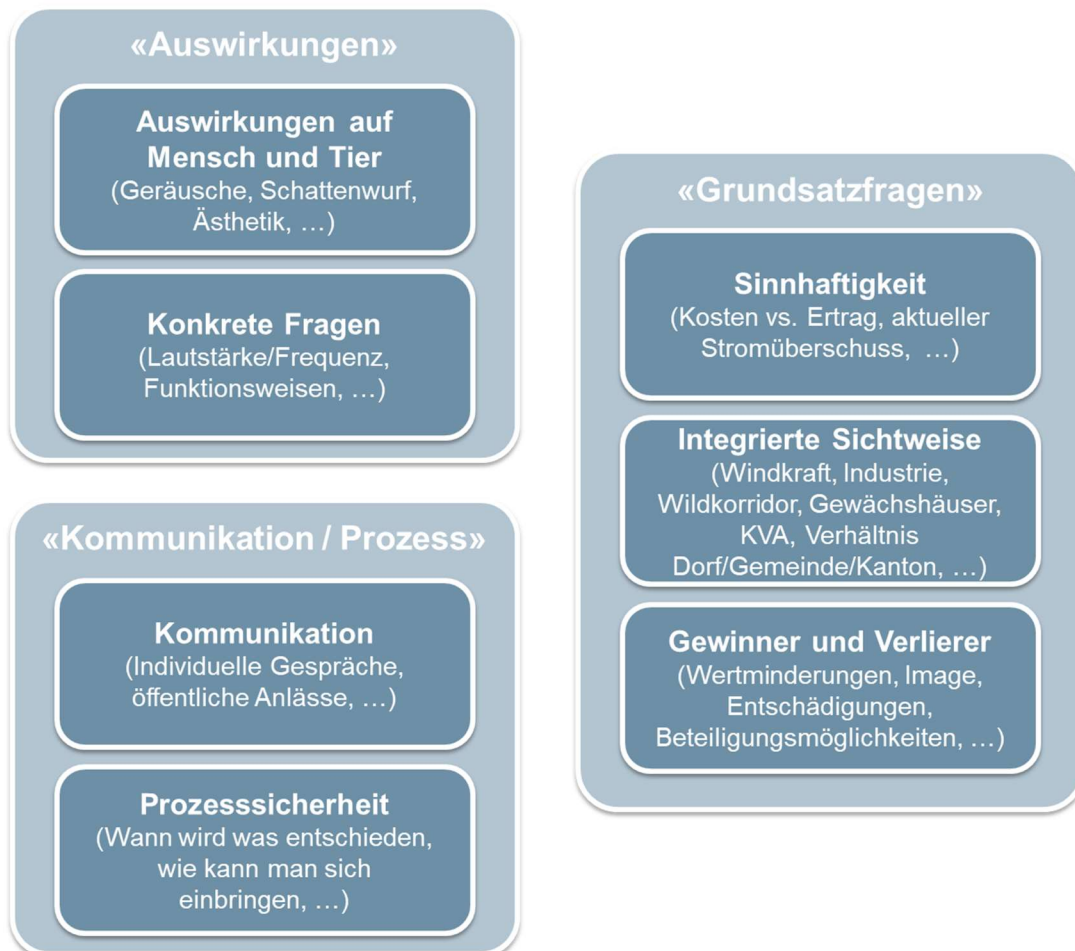 «Auswirkungen»
Auswirkungen auf
Mensch und Tier
(Geräusche, Schattenwurf,
Ästhetik, …)
Konkrete Fragen
(Lautstärke/Frequenz,
Funktionsweisen, …)
«Kommunikation / Prozess»
Kommunikation
(Individuelle Gespräche,
öffentliche Anlässe, …)
Prozesssicherheit
(Wann wird was entschieden,
wie kann man sich
einbringen, …)
«Grundsatzfragen»
Sinnhaftigkeit
(Kosten vs. Ertrag, aktueller
Stromüberschuss, …)
Integrierte Sichtweise
(Windkraft, Industrie,
Wildkorridor, Gewächshäuser,
KVA, Verhältnis
Dorf/Gemeinde/Kanton, …)
Gewinner und Verlierer
(Wertminderungen, Image,
Entschädigungen,
Beteiligungsmöglichkeiten, …)